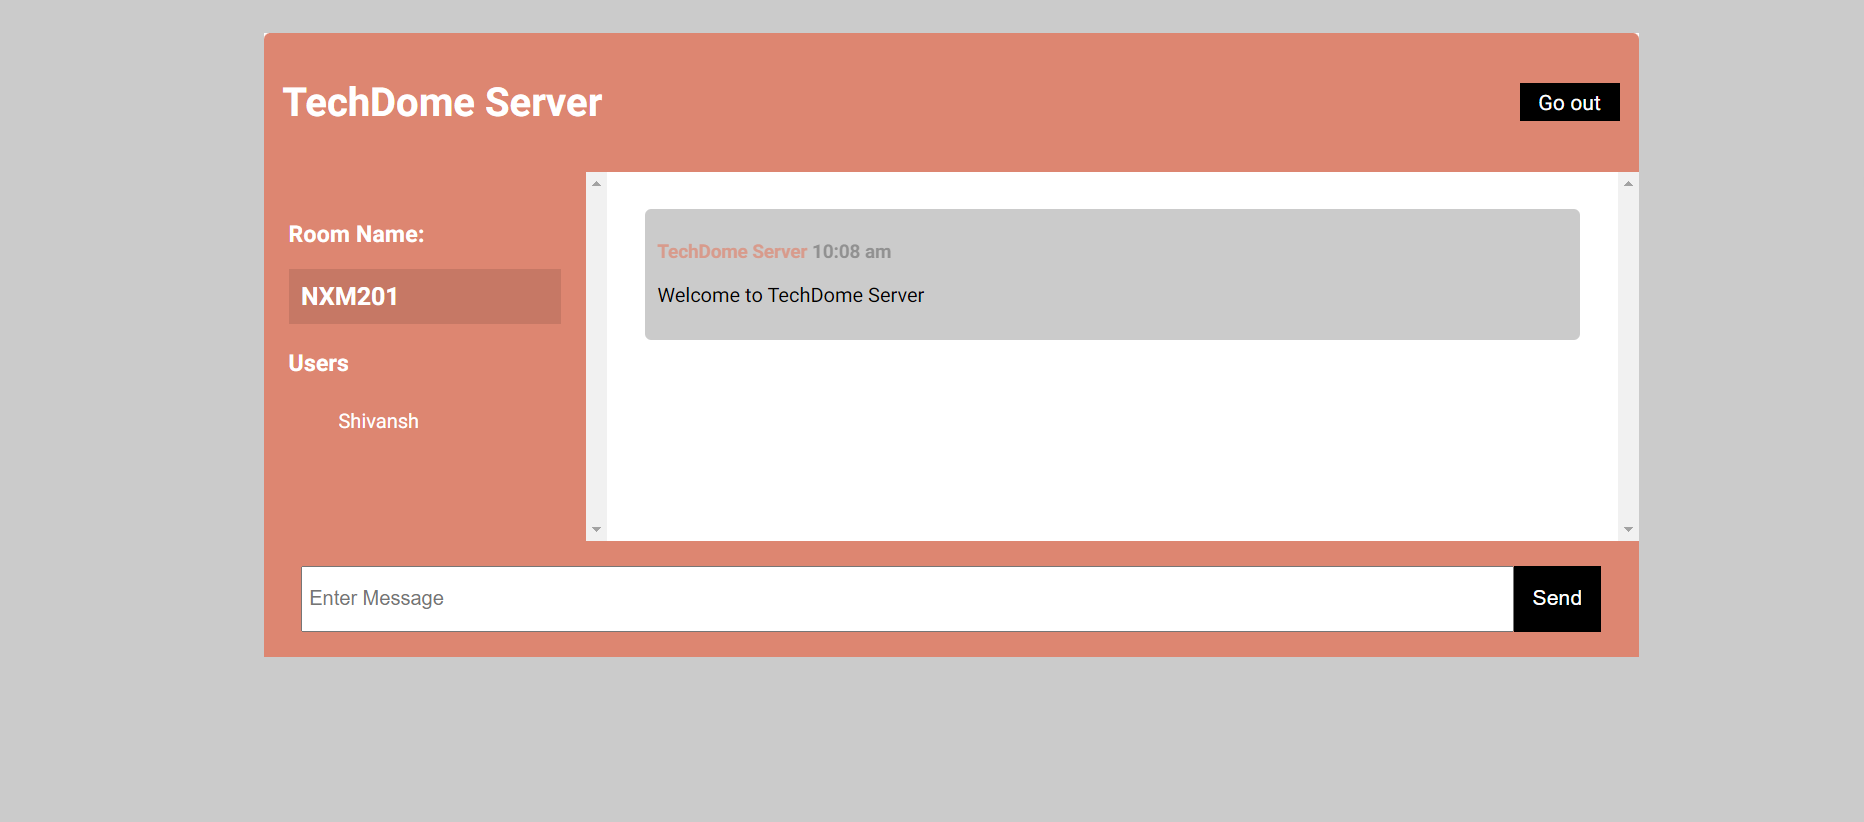 TechDome Server
Go out
Room Name:
NXM201
Users
Shivansh
TechDome Server 10:08 am
Welcome to TechDome Server
Enter Message
Send